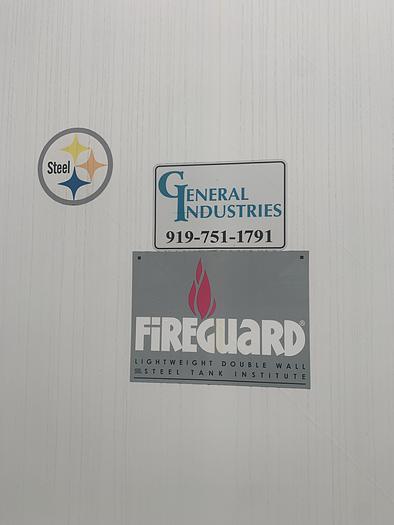 Steel
GENERAL
INDUSTRIES
919-751-1791
FIREGUARD®
LIGHTWEIGHT DOUBLE WALL
STEEL TANK INSTITUTE